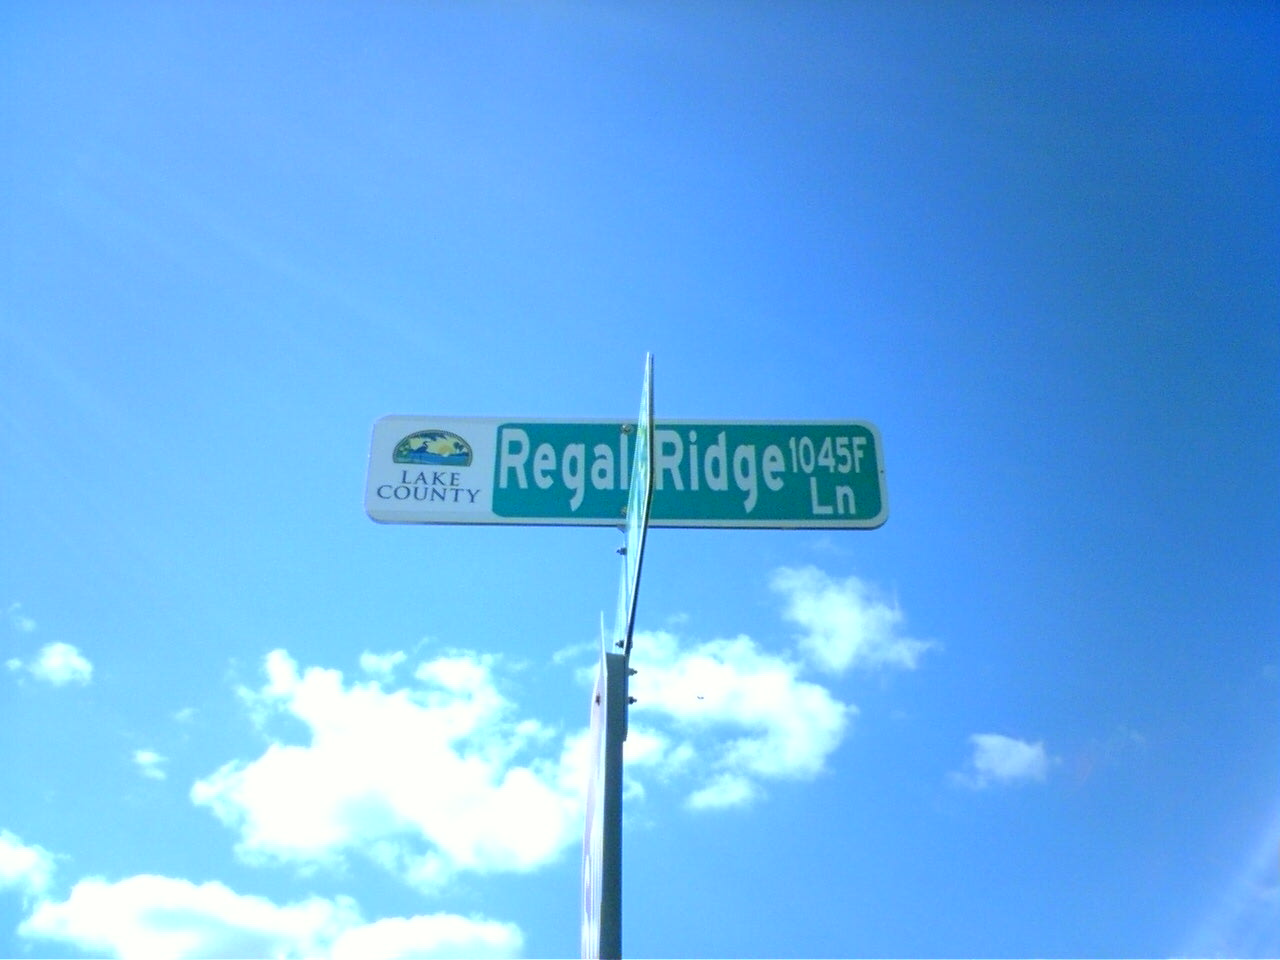 LAKE
COUNTY
Regal Ridge 1045F
Ln